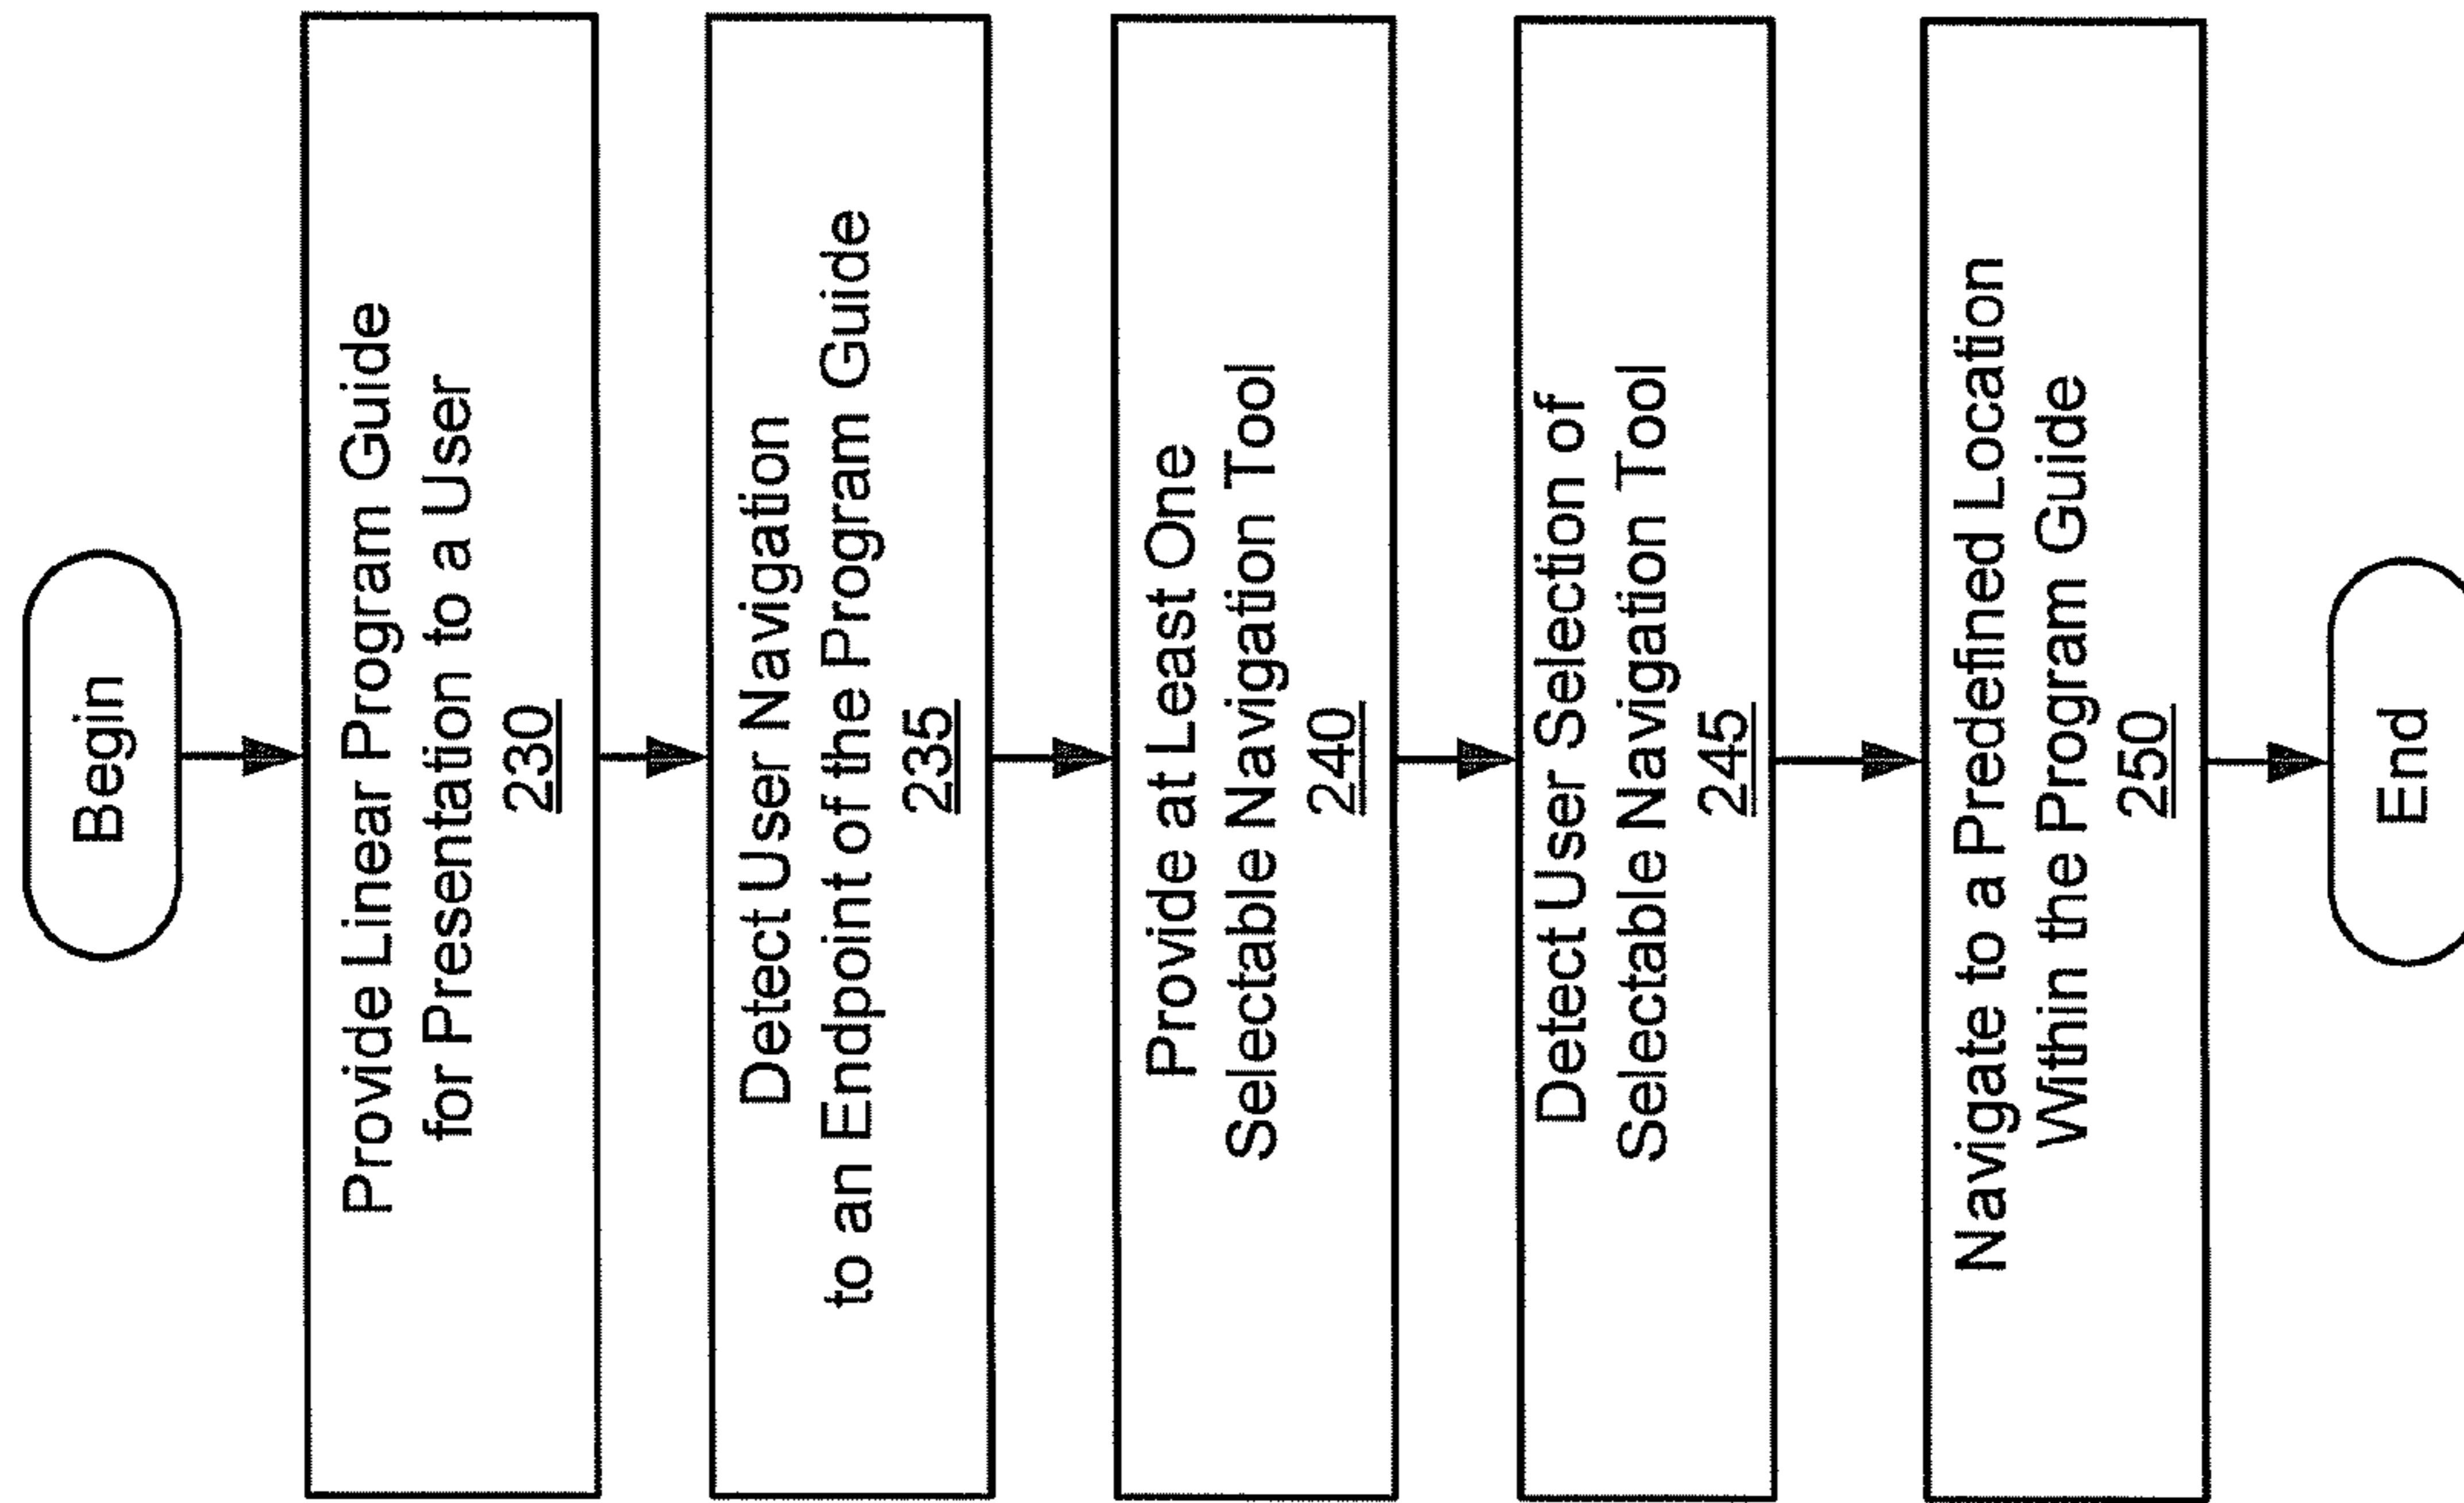 Begin
Provide Linear Program Guide
for Presentation to a User
230
Detect User Navigation
to an Endpoint of the Program Guide
235
Provide at Least One
Selectable Navigation Tool
240
Detect User Selection of
Selectable Navigation Tool
245
Navigate to a Predefined Location
Within the Program Guide
250
End